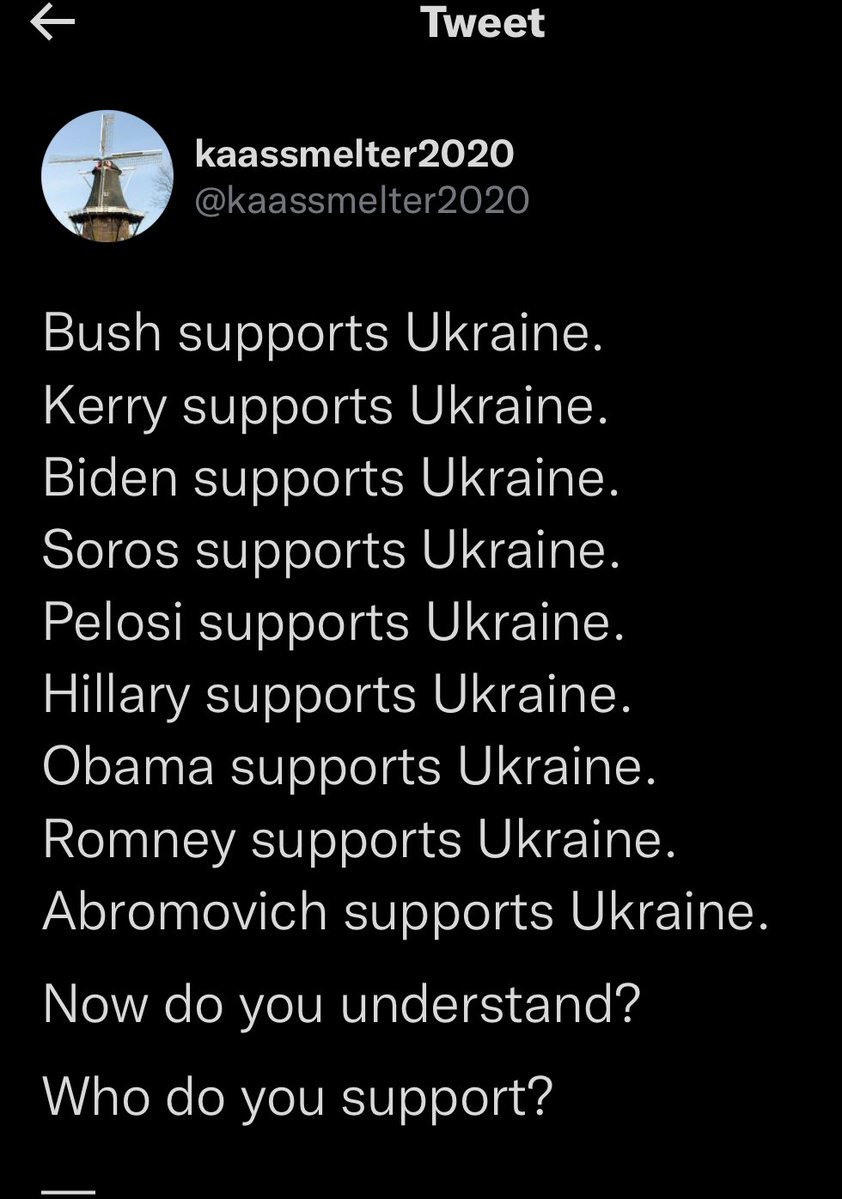 Tweet
kaassmelter2020
@kaassmelter2020
Bush supports Ukraine.
Kerry supports Ukraine.
Biden supports Ukraine.
Soros supports Ukraine.
Pelosi supports Ukraine.
Hillary supports Ukraine.
Obama supports Ukraine.
Romney supports Ukraine.
Abromovich supports Ukraine.
Now do you understand?
Who do you support?